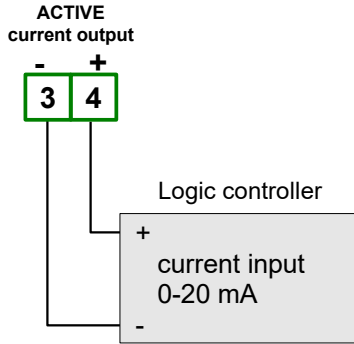 ACTIVE
current output
- +
3 4
Logic controller
+
current input
0-20 mA
-